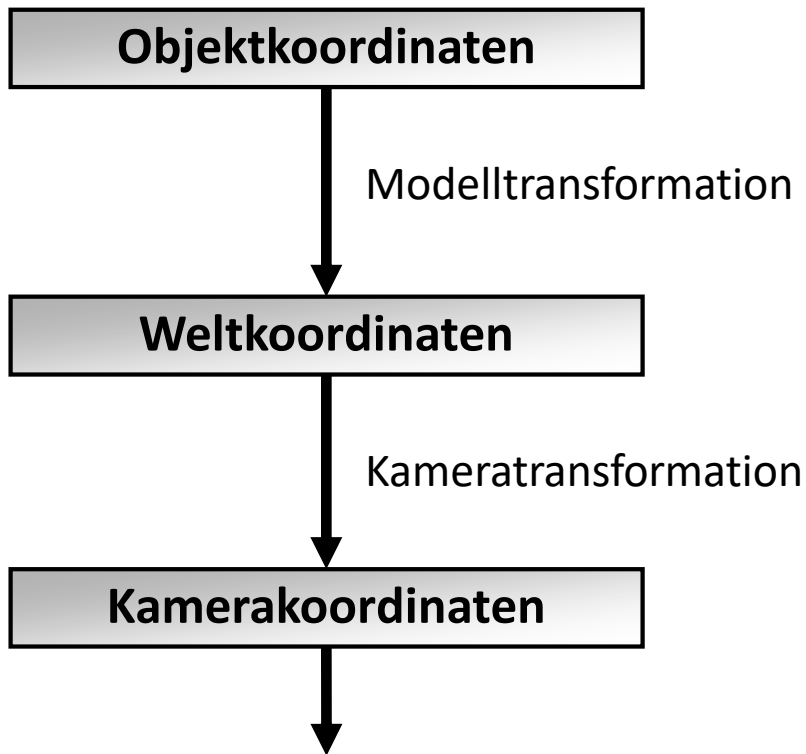 Objektkoordinaten
Modelltransformation
Weltkoordinaten
Kameratransformation
Kamerakoordinaten